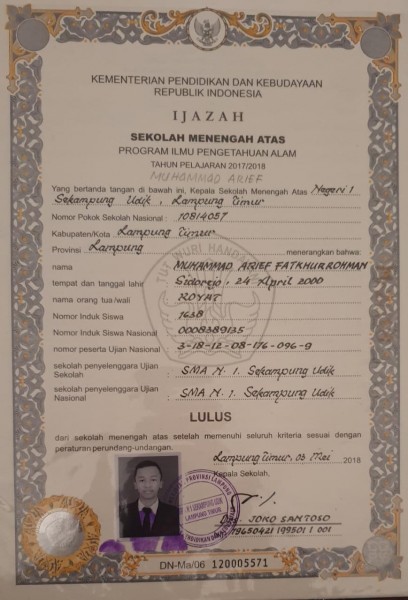 KEMENTERIAN PENDIDIKAN DAN KEBUDAYAAN
REPUBLIK INDONESIA
IJAZAH
SEKOLAH MENENGAH ATAS
PROGRAM ILMU PENGETAHUAN ALAM
TAHUN PELAJARAN 2017/2018
MUHAMMAD ARIEF
Yang bertanda tangan di bawah ini, Kepala Sekolah Menengah Atas Negeri 1
Sekampung Udik, Lampung Timur
Nomor Pokok Sekolah Nasional : 10814057
Kabupaten/Kota Lampung Timur
Provinsi Lampung menerangkan bahwa:
nama : MUHAMMAD ARIEF FATKHURROHMAN
tempat dan tanggal lahir : Sidorejo, 24 April 2000
nama orang tua/wali : ROYAT
Nomor Induk Siswa : 1638
Nomor Induk Siswa Nasional : 0008389135
nomor peserta Ujian Nasional : 3-18-12-08-176-096-9
sekolah penyelenggara Ujian Sekolah : SMA N. 1. Sekampung Udik
sekolah penyelenggara Ujian Nasional : SMA N. 1. Sekampung Udik
LULUS
dari sekolah menengah atas setelah memenuhi seluruh kriteria sesuai dengan
peraturan perundang-undangan.
Lampung Timur, 03 Mei 2018
Kepala Sekolah,
PROVINSI LAMPUNG
LAMPUNG TIMUR
JOKO SANTOSO
19650421 199501 1 001
DN-Ma/06 120005571
TUT WURI HANDAYANI